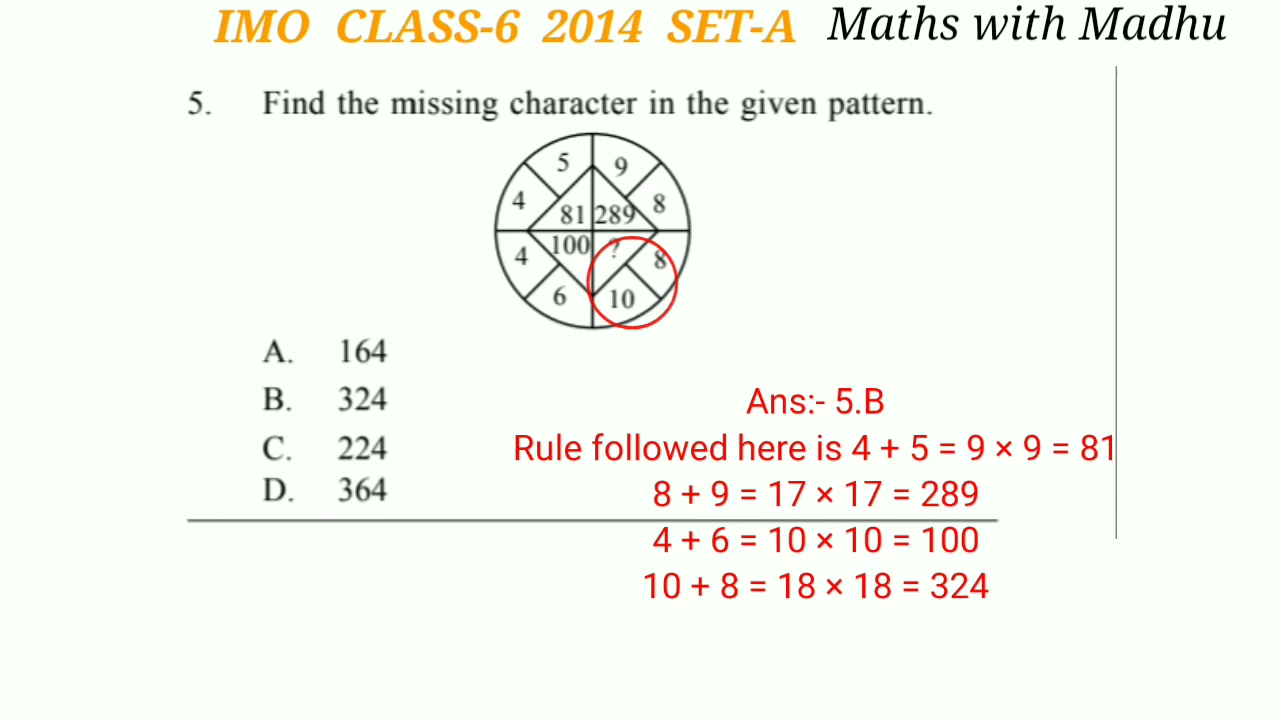 IMO CLASS-6 2014 SET-A Maths with Madhu
5. Find the missing character in the given pattern.
5 9
4 81 289 8
4 100 ? 8
6 10
A. 164
B. 324
C. 224
D. 364
Ans:- 5.B
Rule followed here is 4 + 5 = 9 × 9 = 81
8 + 9 = 17 × 17 = 289
4 + 6 = 10 × 10 = 100
10 + 8 = 18 × 18 = 324